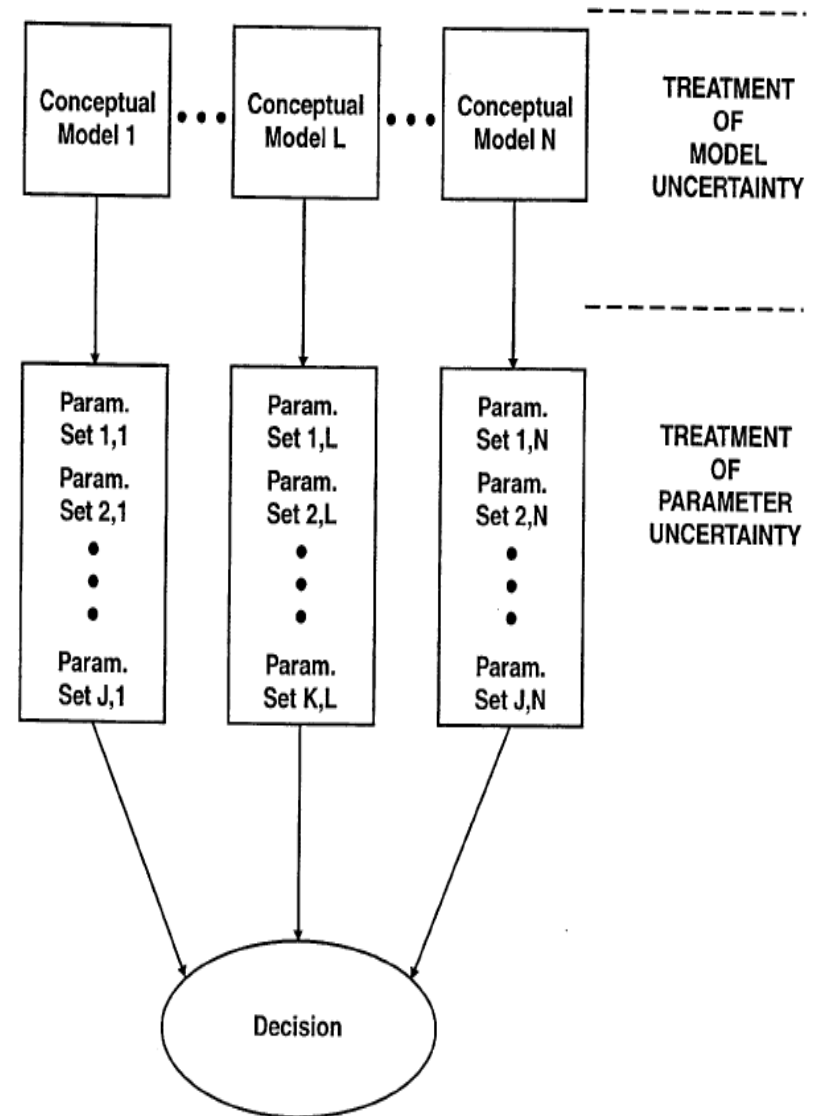 Conceptual
Model 1
Conceptual
Model L
Conceptual
Model N
TREATMENT
OF
MODEL
UNCERTAINTY
Param.
Set 1,1
Param.
Set 2,1
Param.
Set J,1
Param.
Set 1,L
Param.
Set 2,L
Param.
Set K,L
Param.
Set 1,N
Param.
Set 2,N
Param.
Set J,N
TREATMENT
OF
PARAMETER
UNCERTAINTY
Decision